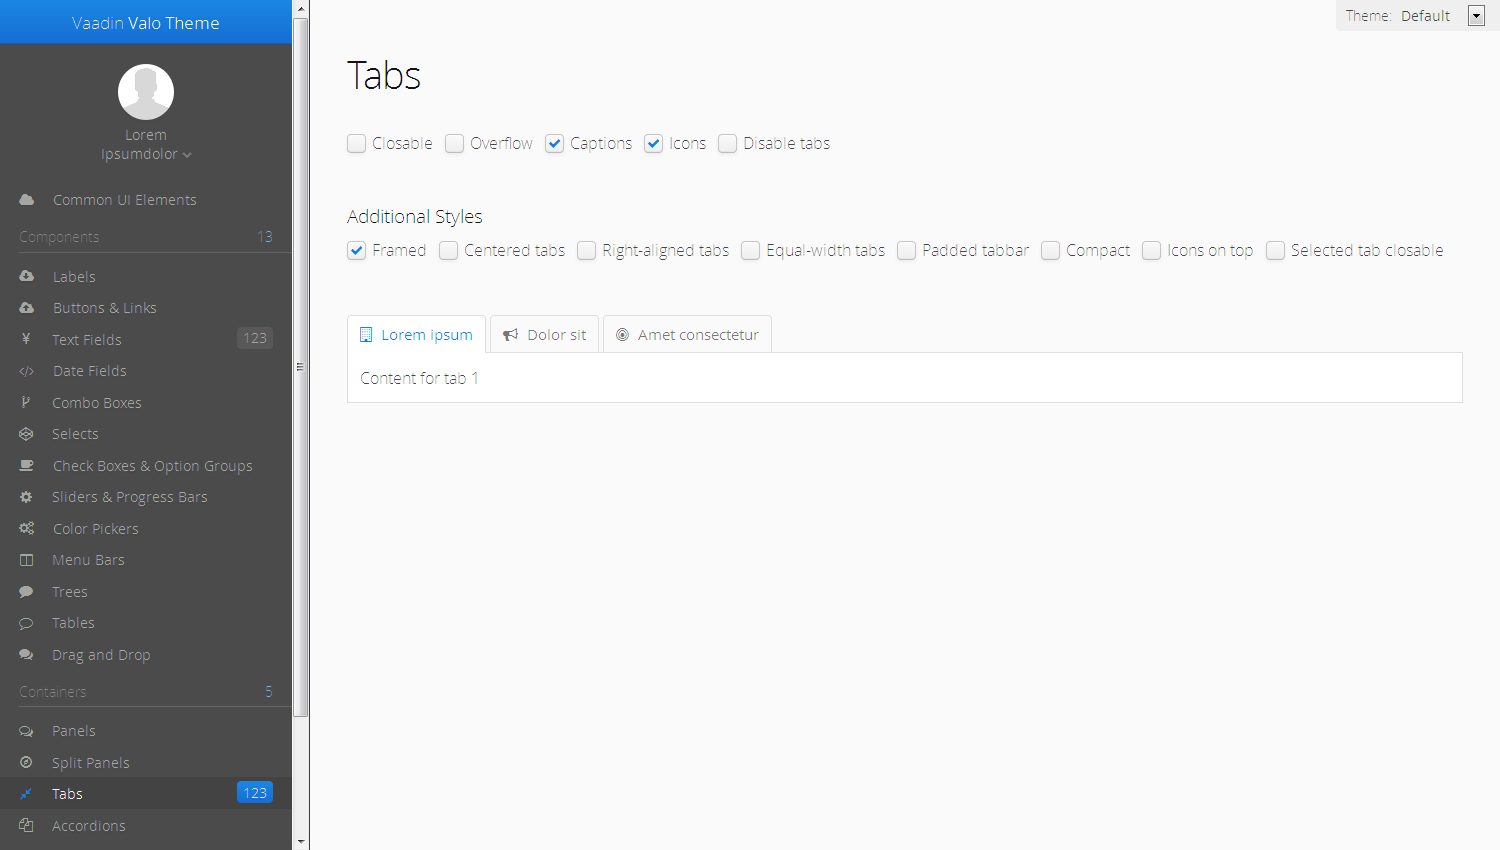 Vaadin Valo Theme
Lorem
Ipsumdolor
Common UI Elements
Components 13
Labels
Buttons & Links
Text Fields 123
Date Fields
Combo Boxes
Selects
Check Boxes & Option Groups
Sliders & Progress Bars
Color Pickers
Menu Bars
Trees
Tables
Drag and Drop
Containers 5
Panels
Split Panels
Tabs 123
Accordions
Theme: Default
Tabs
Closable Overflow Captions Icons Disable tabs
Additional Styles
Framed Centered tabs Right-aligned tabs Equal-width tabs Padded tabbar Compact Icons on top Selected tab closable
Lorem Ipsum Dolor sit Amet consectetur
Content for tab 1